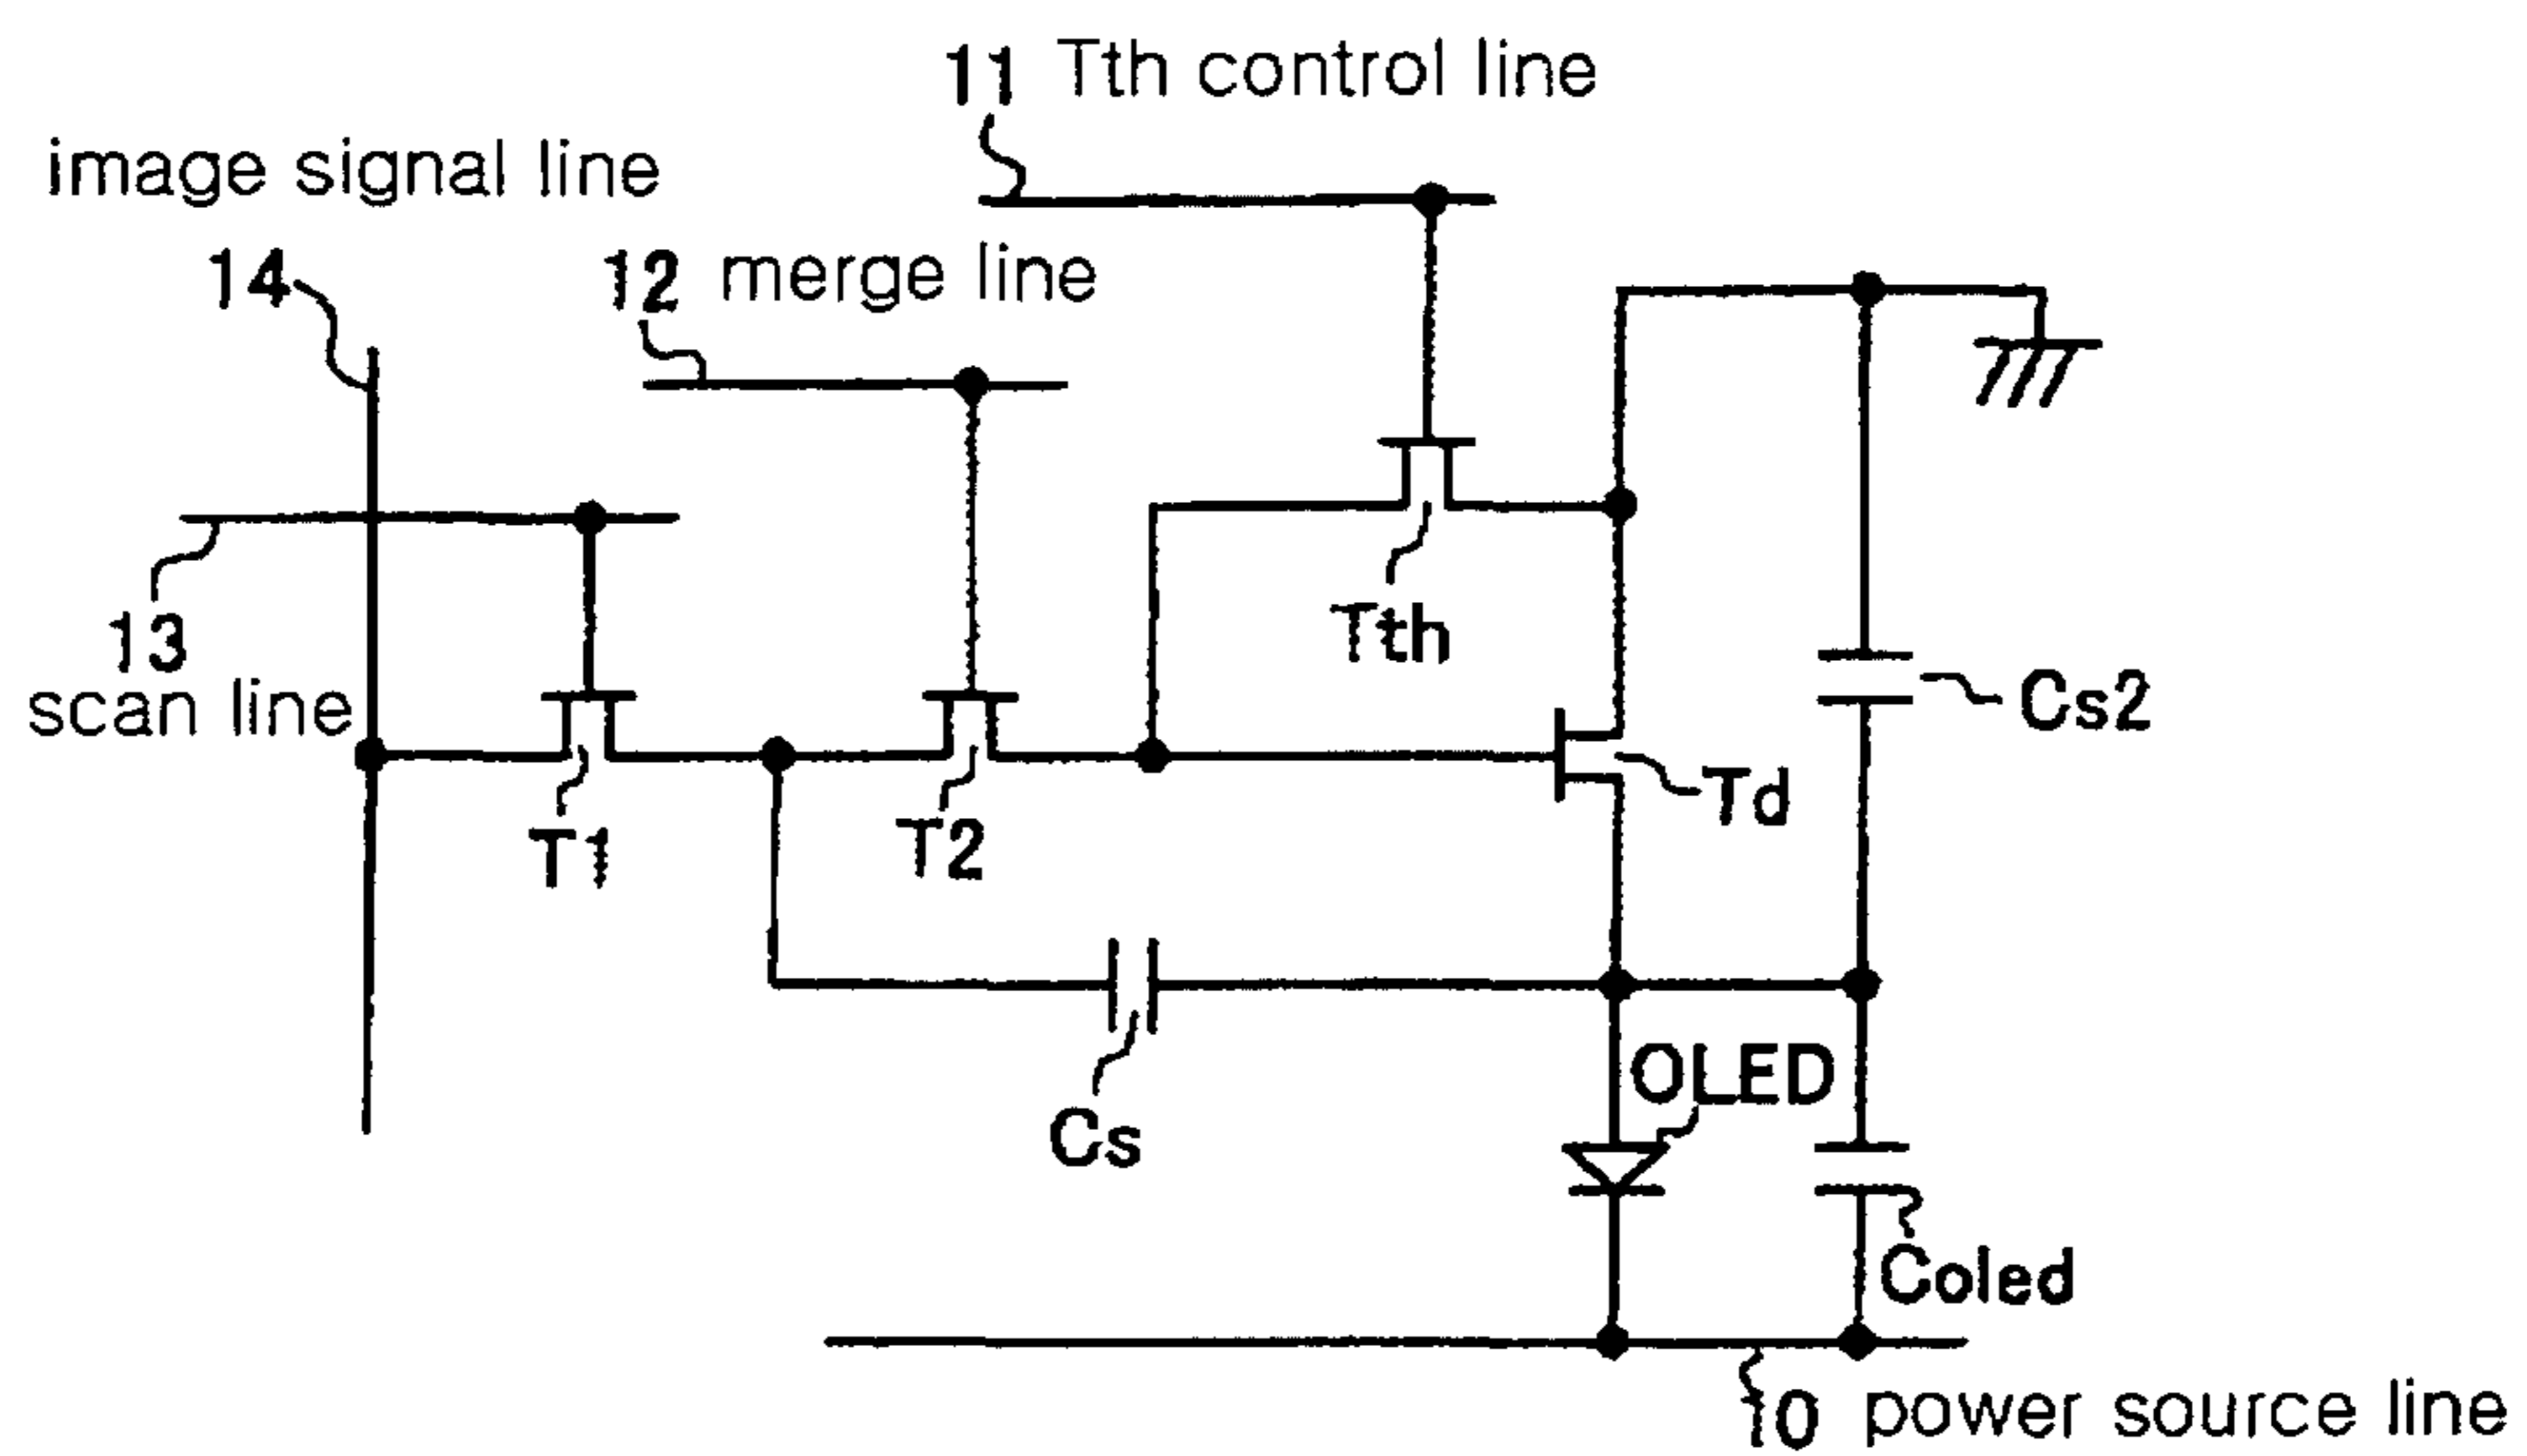 11 Tth control line
image signal line
14
12 merge line
13
scan line
Tth
Cs2
Td
T1
T2
OLED
Cs
Coled
10 power source line